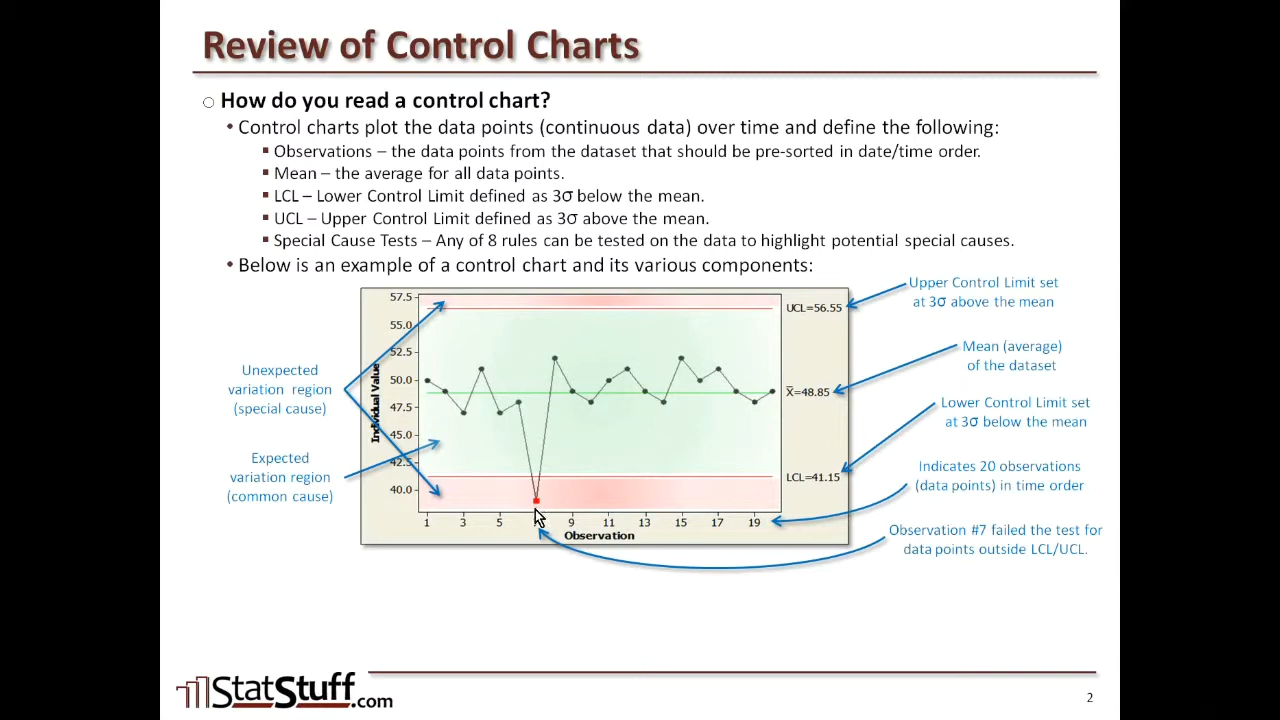 Review of Control Charts
How do you read a control chart?
• Control charts plot the data points (continuous data) over time and define the following:
▪ Observations – the data points from the dataset that should be pre-sorted in date/time order.
▪ Mean – the average for all data points.
▪ LCL – Lower Control Limit defined as 3σ below the mean.
▪ UCL – Upper Control Limit defined as 3σ above the mean.
▪ Special Cause Tests – Any of 8 rules can be tested on the data to highlight potential special causes.
• Below is an example of a control chart and its various components:
Unexpected
variation region
(special cause)
Expected
variation region
(common cause)
Individual Value
57.5
55.0
52.5
50.0
47.5
45.0
42.5
40.0
1 3 5 9 11 13 15 17 19
Observation
UCL=56.55
X̄=48.85
LCL=41.15
Upper Control Limit set
at 3σ above the mean
Mean (average)
of the dataset
Lower Control Limit set
at 3σ below the mean
Indicates 20 observations
(data points) in time order
Observation #7 failed the test for
data points outside LCL/UCL.
StatStuff.com
2